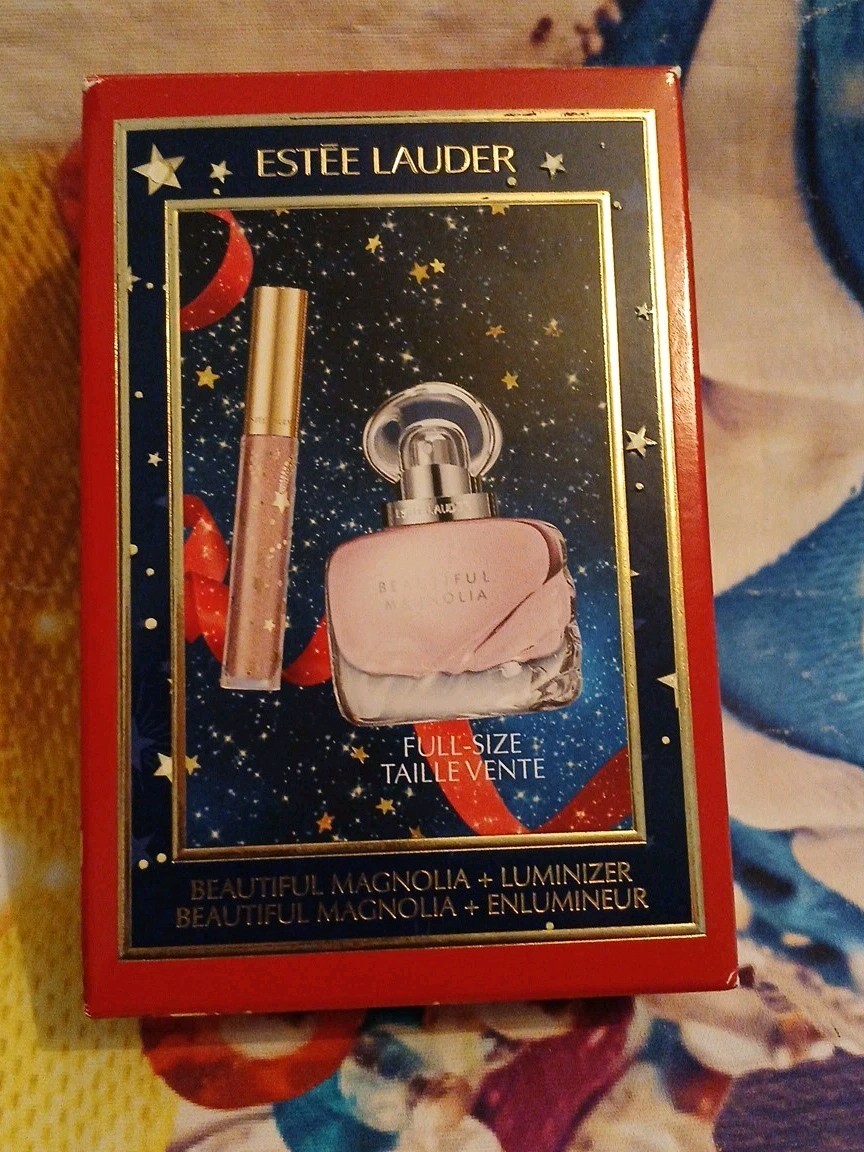 ESTĒE LAUDER
ESTĒE LAUDER
BEAUTIFUL
MAGNOLIA
FULL-SIZE
TAILLE VENTE
BEAUTIFUL MAGNOLIA + LUMINIZER
BEAUTIFUL MAGNOLIA + ENLUMINEUR